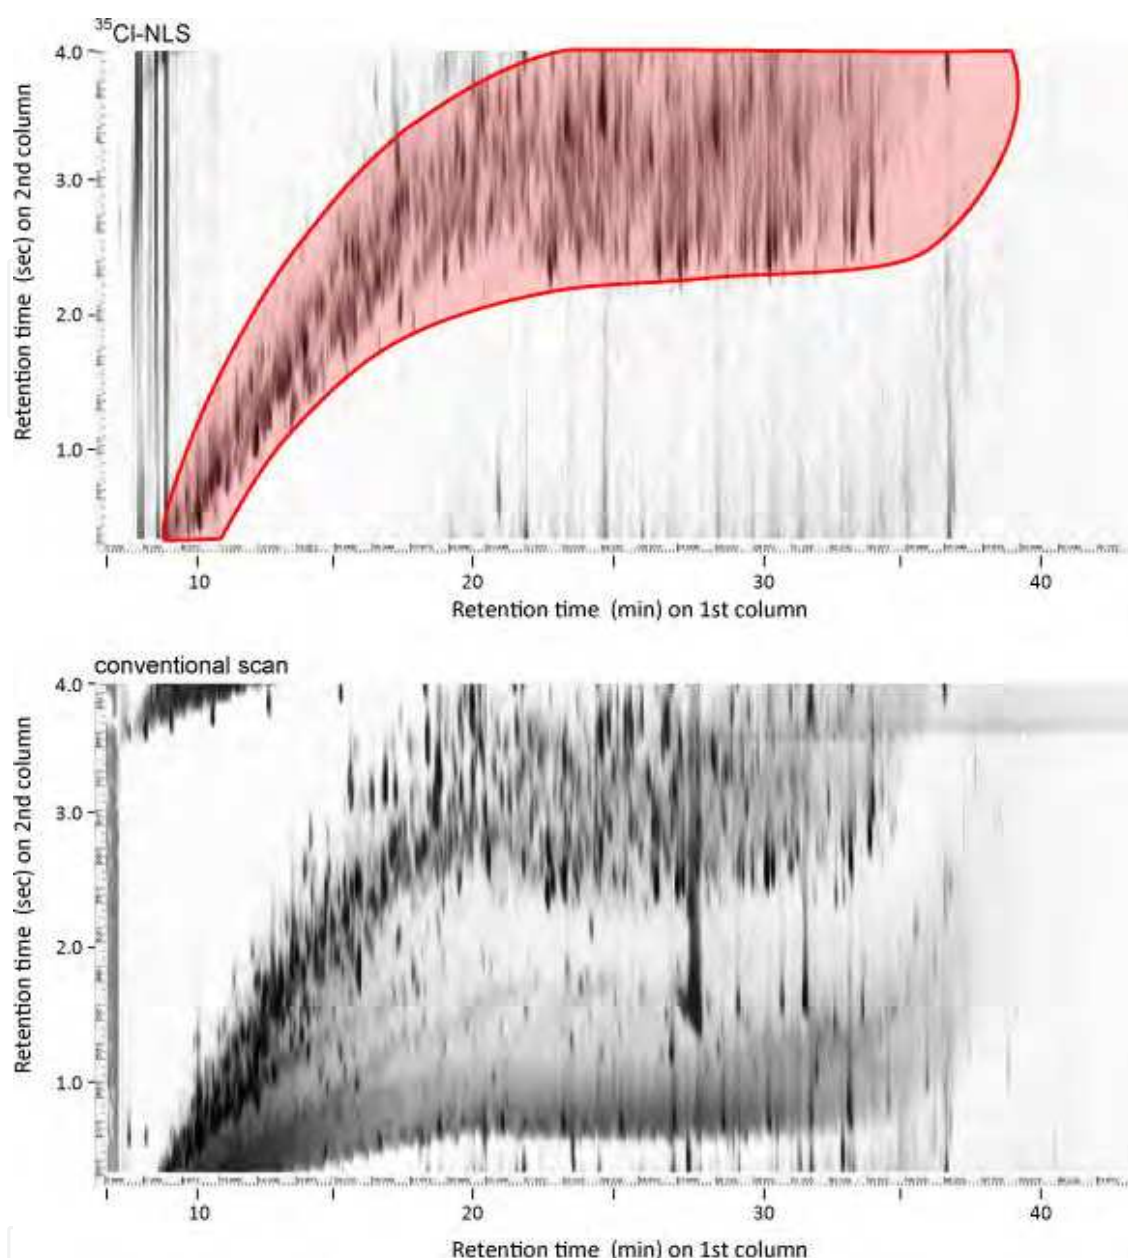 ³⁵Cl-NLS
4.0
3.0
2.0
1.0
Retention time (sec) on 2nd column
10
20
30
40
Retention time (min) on 1st column
conventional scan
4.0
3.0
2.0
1.0
Retention time (sec) on 2nd column
10
20
30
40
Retention time (min) on 1st column